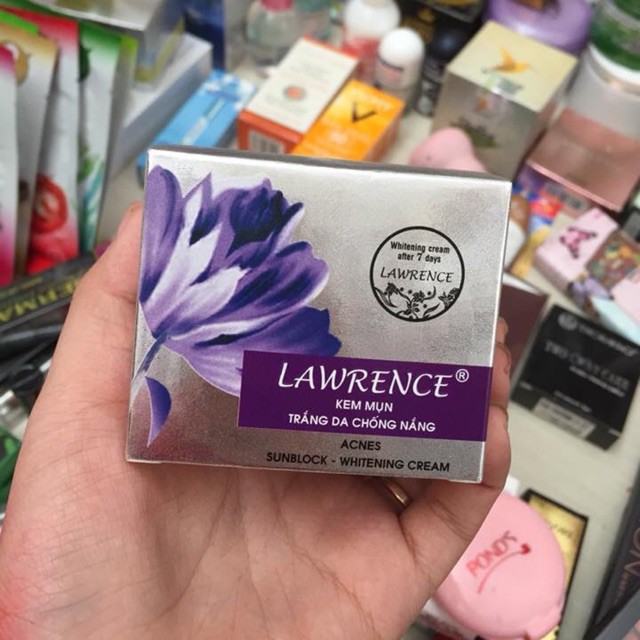 Whitening cream
after 7 days
LAWRENCE
LAWRENCE®
KEM MỤN
TRẮNG DA CHỐNG NẮNG
ACNES
SUNBLOCK - WHITENING CREAM
POND'S